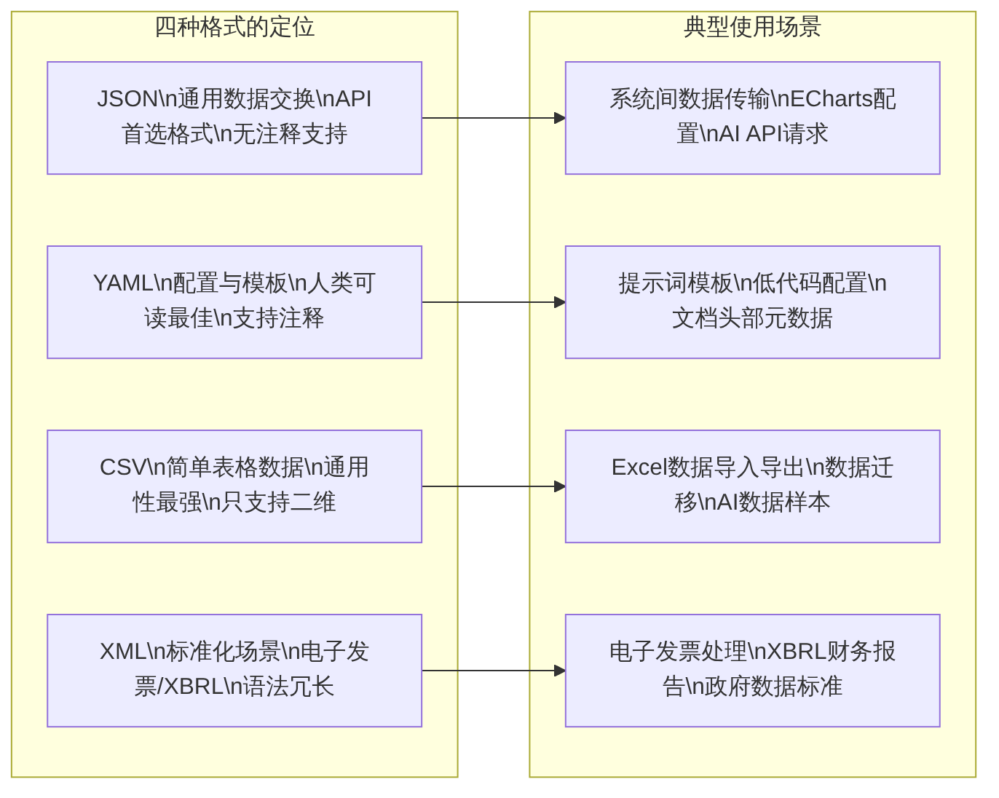 四种格式的定位
JSON\n通用数据交换\nAPI
首选格式\n无注释支持
YAML\n配置与模板\n人类可
读最佳\n支持注释
CSV\n简单表格数据\n通用
性最强\n只支持二维
XML\n标准化场景\n电子发
票/XBRL\n语法冗长
典型使用场景
系统间数据传输\nECharts配
置\nAI API请求
提示词模板\n低代码配置\n
文档头部元数据
Excel数据导入导出\n数据迁
移\nAI数据样本
电子发票处理\nXBRL财务报
告\n政府数据标准